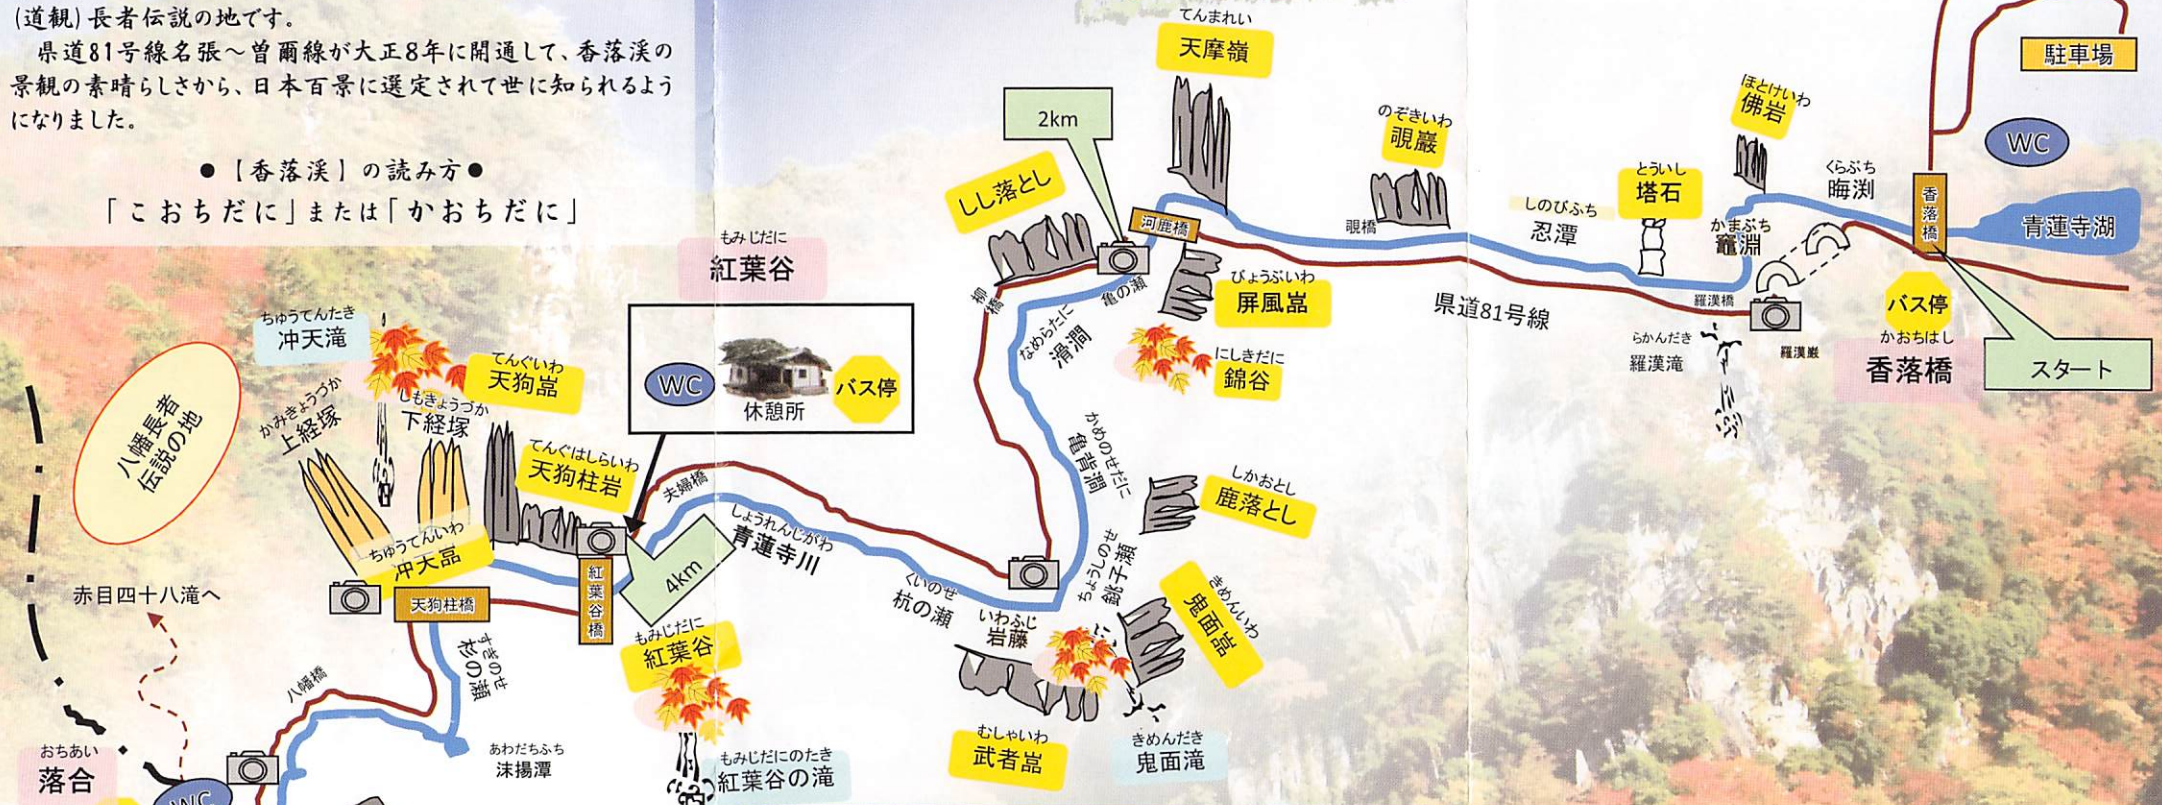 (道観)長者伝説の地です。
県道81号線名張～曽爾線が大正8年に開通して、香落渓の
景観の素晴らしさから、日本百景に選定されて世に知られるよう
になりました。
●【香落渓】の読み方●
「こおちだに」または「かおちだに」
てんまれい
天摩嶺
駐車場
2km
のぞきいわ
覗巌
ほとけいわ
佛岩
WC
しし落とし
河鹿橋
覗橋
しのびふち
忍潭
とういし
塔石
かまぶち
竈淵
くらぶち
晦渕
香落橋
青蓮寺湖
もみじだに
紅葉谷
柳橋
亀の瀬
びょうぶいわ
屏風嵓
県道81号線
羅漢橋
バス停
かおちはし
香落橋
スタート
らかんだき
羅漢滝
羅漢巌
ちゅうてんたき
冲天滝
てんぐいわ
天狗嵓
WC
休憩所
バス停
なめらたに
滑澗
にしきだに
錦谷
八幡長者
伝説の地
かみきょうづか
上経塚
しもきょうづか
下経塚
てんぐはしらいわ
天狗柱岩
夫婦橋
しょうれんじがわ
青蓮寺川
かめのせだに
亀背澗
しかおとし
鹿落とし
ちゅうてんいわ
冲大嵓
4km
ちょうしのせ
銚子瀬
赤目四十八滝へ
天狗柱橋
紅葉谷橋
くいのせ
杭の瀬
いわふじ
岩藤
きめんいわ
鬼面嵓
すぎのせ
杉の瀬
もみじだに
紅葉谷
八幡橋
むしゃいわ
武者嵓
きめんだき
鬼面滝
おちあい
落合
あわだちふち
沫揚潭
もみじだにのたき
紅葉谷の滝
WC